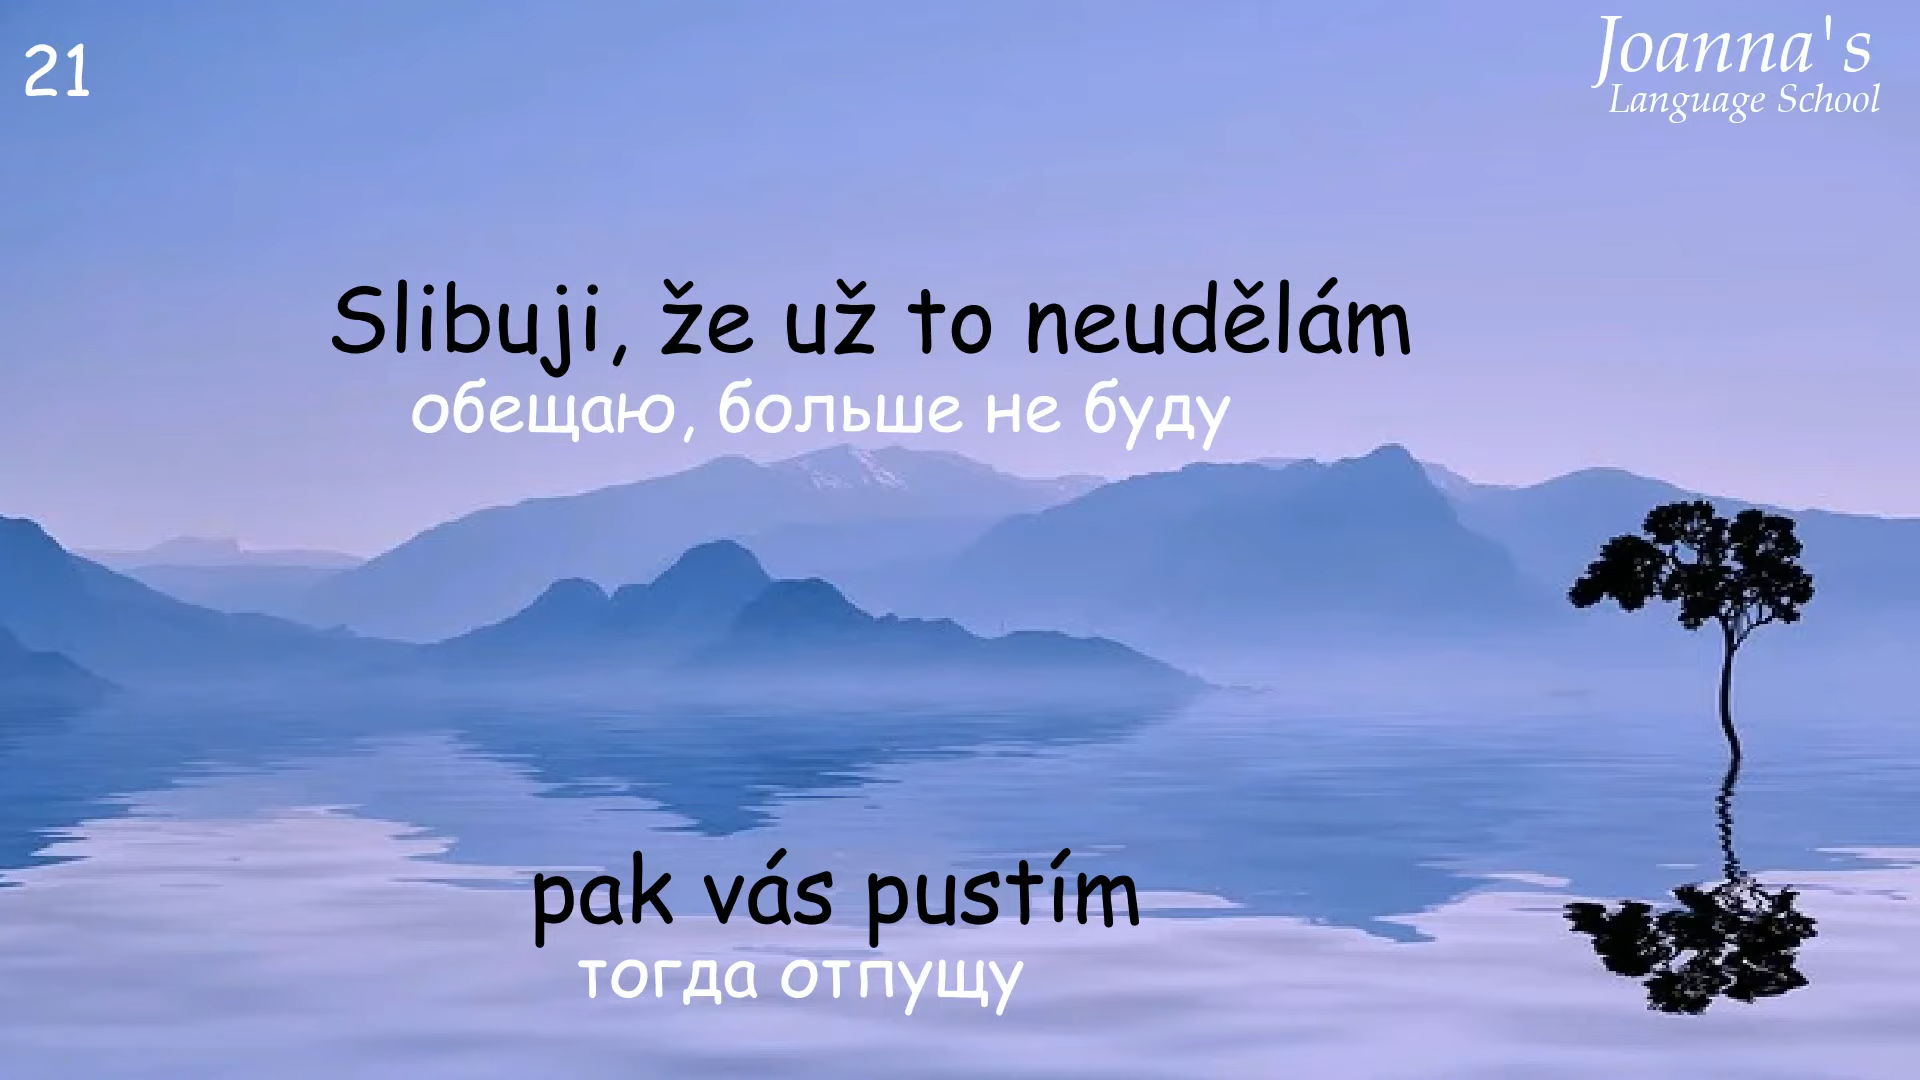 21
Joanna's
Language School
Slibuji, že už to neudělám
обещаю, больше не буду
pak vás pustím
тогда отпущу